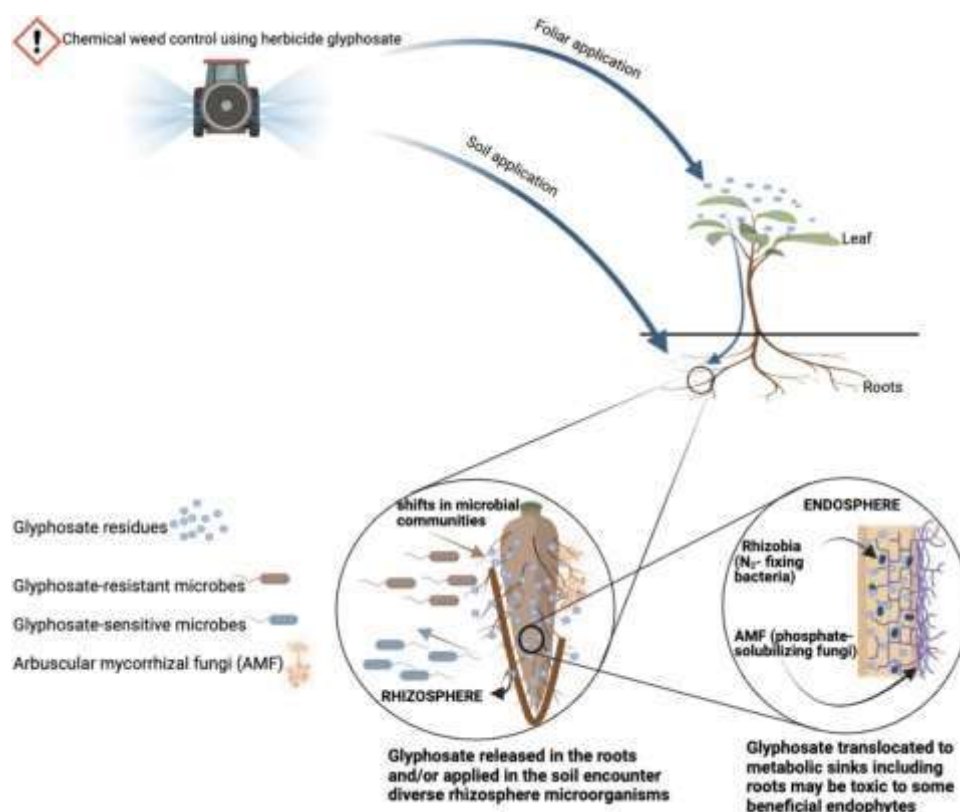 Chemical weed control using herbicide glyphosate
Foliar application
Soil application
Leaf
Roots
Glyphosate residues
Glyphosate-resistant microbes
Glyphosate-sensitive microbes
Arbuscular mycorrhizal fungi (AMF)
shifts in microbial
communities
RHIZOSPHERE
Glyphosate released in the roots
and/or applied in the soil encounter
diverse rhizosphere microorganisms
ENDOSPHERE
Rhizobia
(N₂- fixing
bacteria)
AMF (phosphate-
solubilizing fungi)
Glyphosate translocated to
metabolic sinks including
roots may be toxic to some
beneficial endophytes